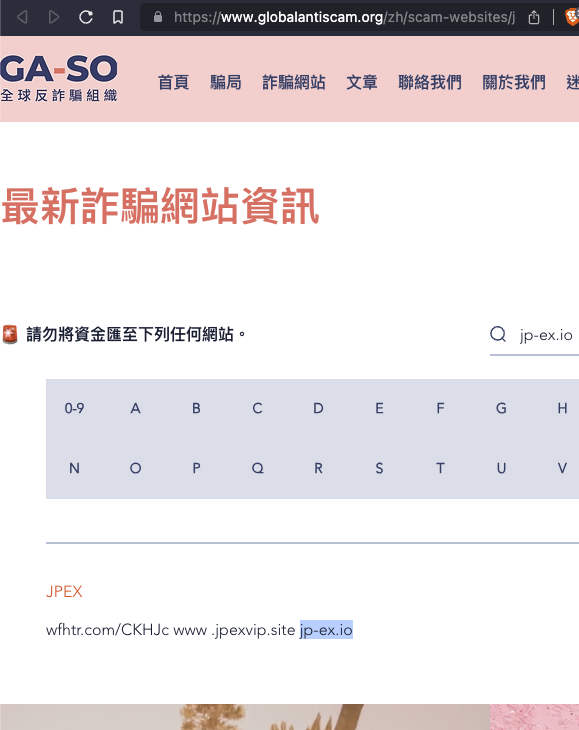 https://www.globalantiscam.org/zh/scam-websites/j
GA-SO
全球反詐騙組織
首頁 騙局 詐騙網站 文章 聯絡我們 關於我們 迷
最新詐騙網站資訊
🚨 請勿將資金匯至下列任何網站。
jp-ex.io
0-9 A B C D E F G H
N O P Q R S T U V
JPEX
wfhtr.com/CKHJc www .jpexvip.site jp-ex.io